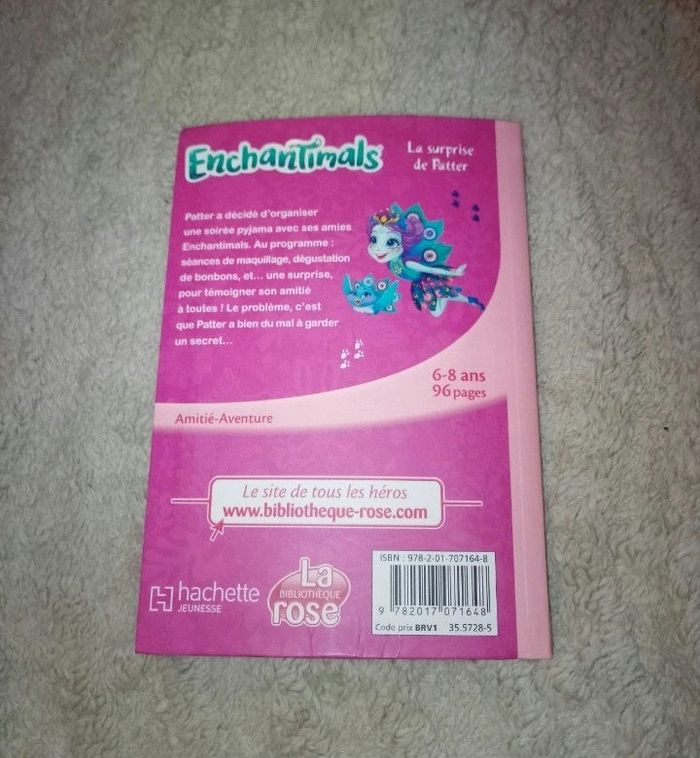 EnchanTimals
La surprise
de Patter
Patter a décidé d'organiser
une soirée pyjama avec ses amies
Enchantimals. Au programme :
séances de maquillage, dégustation
de bonbons, et... une surprise,
pour témoigner son amitié
à toutes ! Le problème, c'est
que Patter a bien du mal à garder
un secret...
6-8 ans
96 pages
Amitié-Aventure
Le site de tous les héros
www.bibliotheque-rose.com
hachette
JEUNESSE
La
BIBLIOTHÈQUE
rose
ISBN : 978-2-01-707164-8
9 782017 071648
Code prix BRV1 35.5728-5